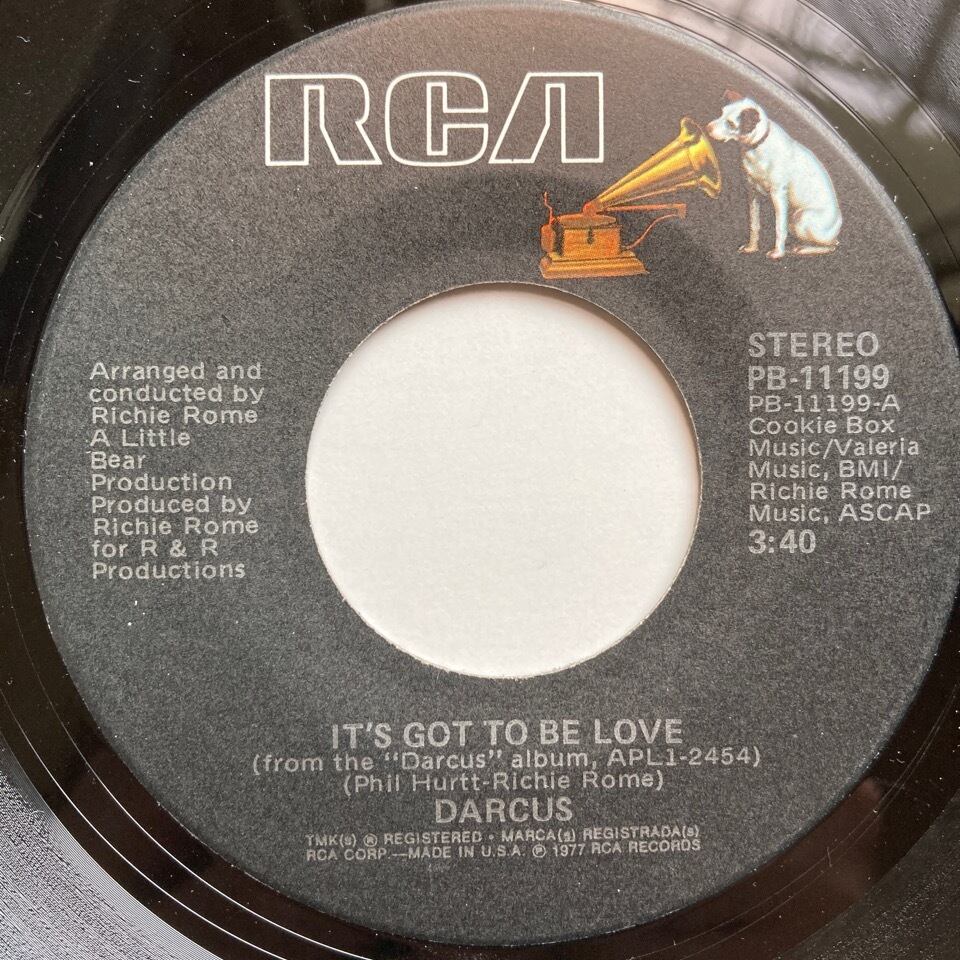 RCA
Arranged and
conducted by
Richie Rome
A Little
Bear
Production
Produced by
Richie Rome
for R & R
Productions
STEREO
PB-11199
PB-11199-A
Cookie Box
Music/Valeria
Music, BMI/
Richie Rome
Music, ASCAP
3:40
IT'S GOT TO BE LOVE
(from the "Darcus" album, APL1-2454)
(Phil Hurtt-Richie Rome)
DARCUS
TMK(s) ® REGISTERED • MARCA(s) REGISTRADA(s)
RCA CORP.—MADE IN U.S.A. ℗ 1977 RCA RECORDS